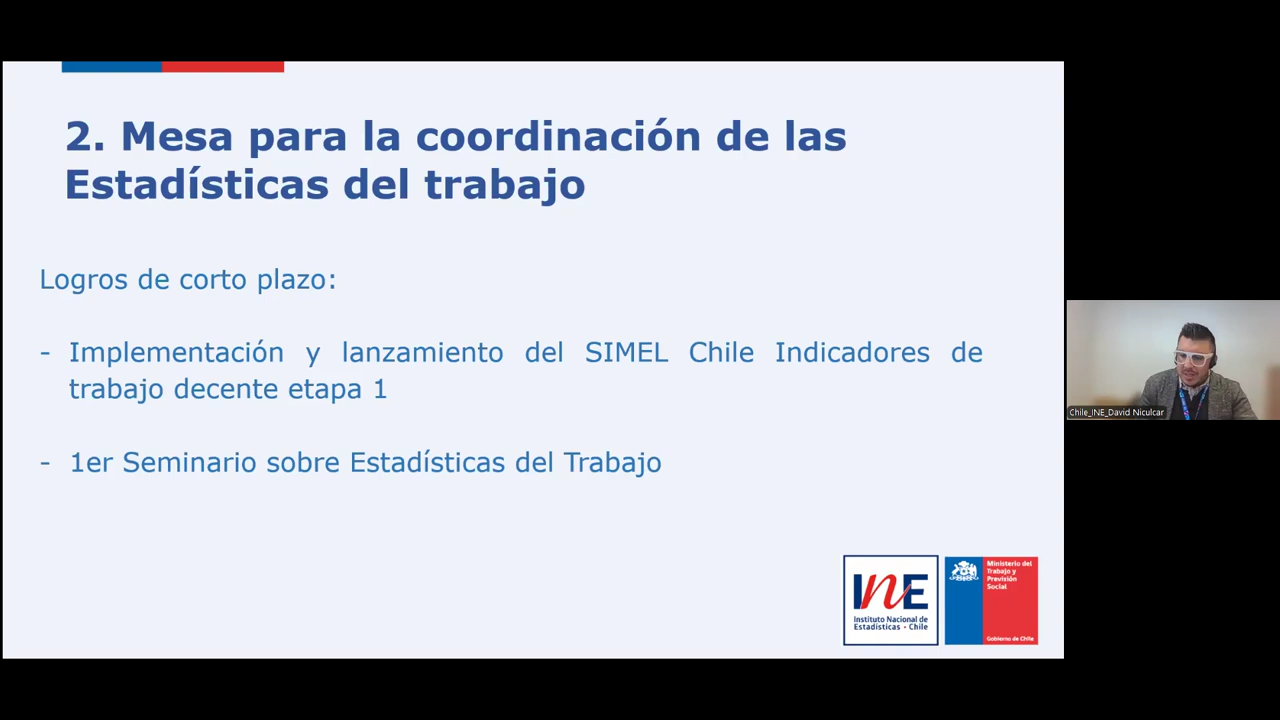 2. Mesa para la coordinación de las
Estadísticas del trabajo
Logros de corto plazo:
- Implementación y lanzamiento del SIMEL Chile Indicadores de
trabajo decente etapa 1
- 1er Seminario sobre Estadísticas del Trabajo
INE
Instituto Nacional de
Estadísticas - Chile
Ministerio del
Trabajo y
Previsión
Social
Gobierno de Chile
Chile_INE_David Niculcar